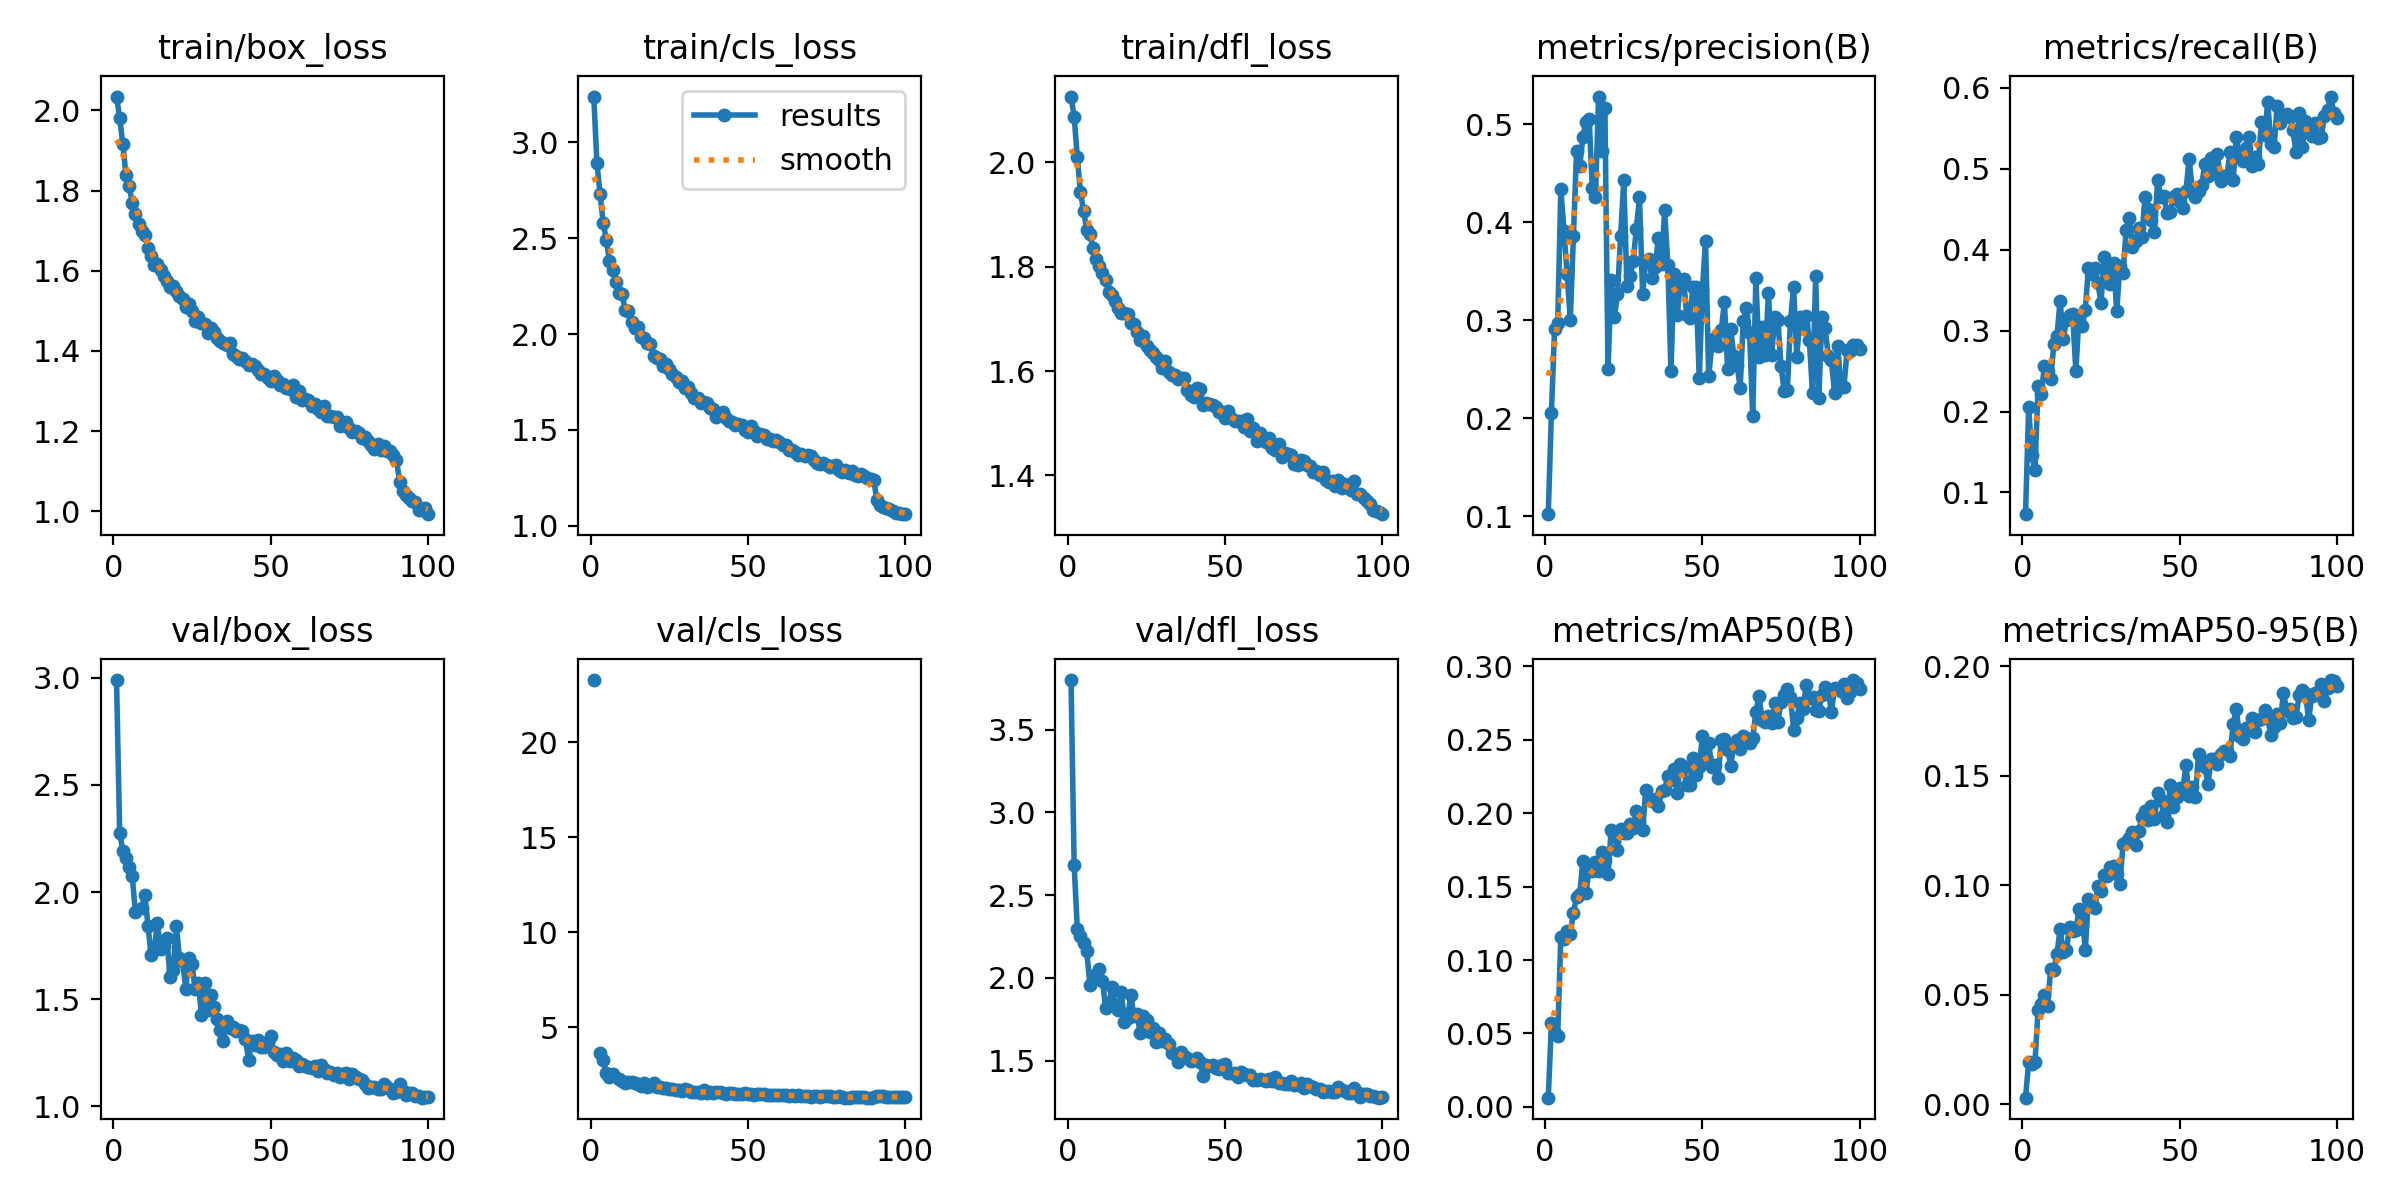 train/box_loss
2.0
1.8
1.6
1.4
1.2
1.0
0 50 100
train/cls_loss
results
smooth
3.0
2.5
2.0
1.5
1.0
0 50 100
train/dfl_loss
2.0
1.8
1.6
1.4
0 50 100
metrics/precision(B)
0.5
0.4
0.3
0.2
0.1
0 50 100
metrics/recall(B)
0.6
0.5
0.4
0.3
0.2
0.1
0 50 100
val/box_loss
3.0
2.5
2.0
1.5
1.0
0 50 100
val/cls_loss
20
15
10
5
0 50 100
val/dfl_loss
3.5
3.0
2.5
2.0
1.5
0 50 100
metrics/mAP50(B)
0.30
0.25
0.20
0.15
0.10
0.05
0.00
0 50 100
metrics/mAP50-95(B)
0.20
0.15
0.10
0.05
0.00
0 50 100